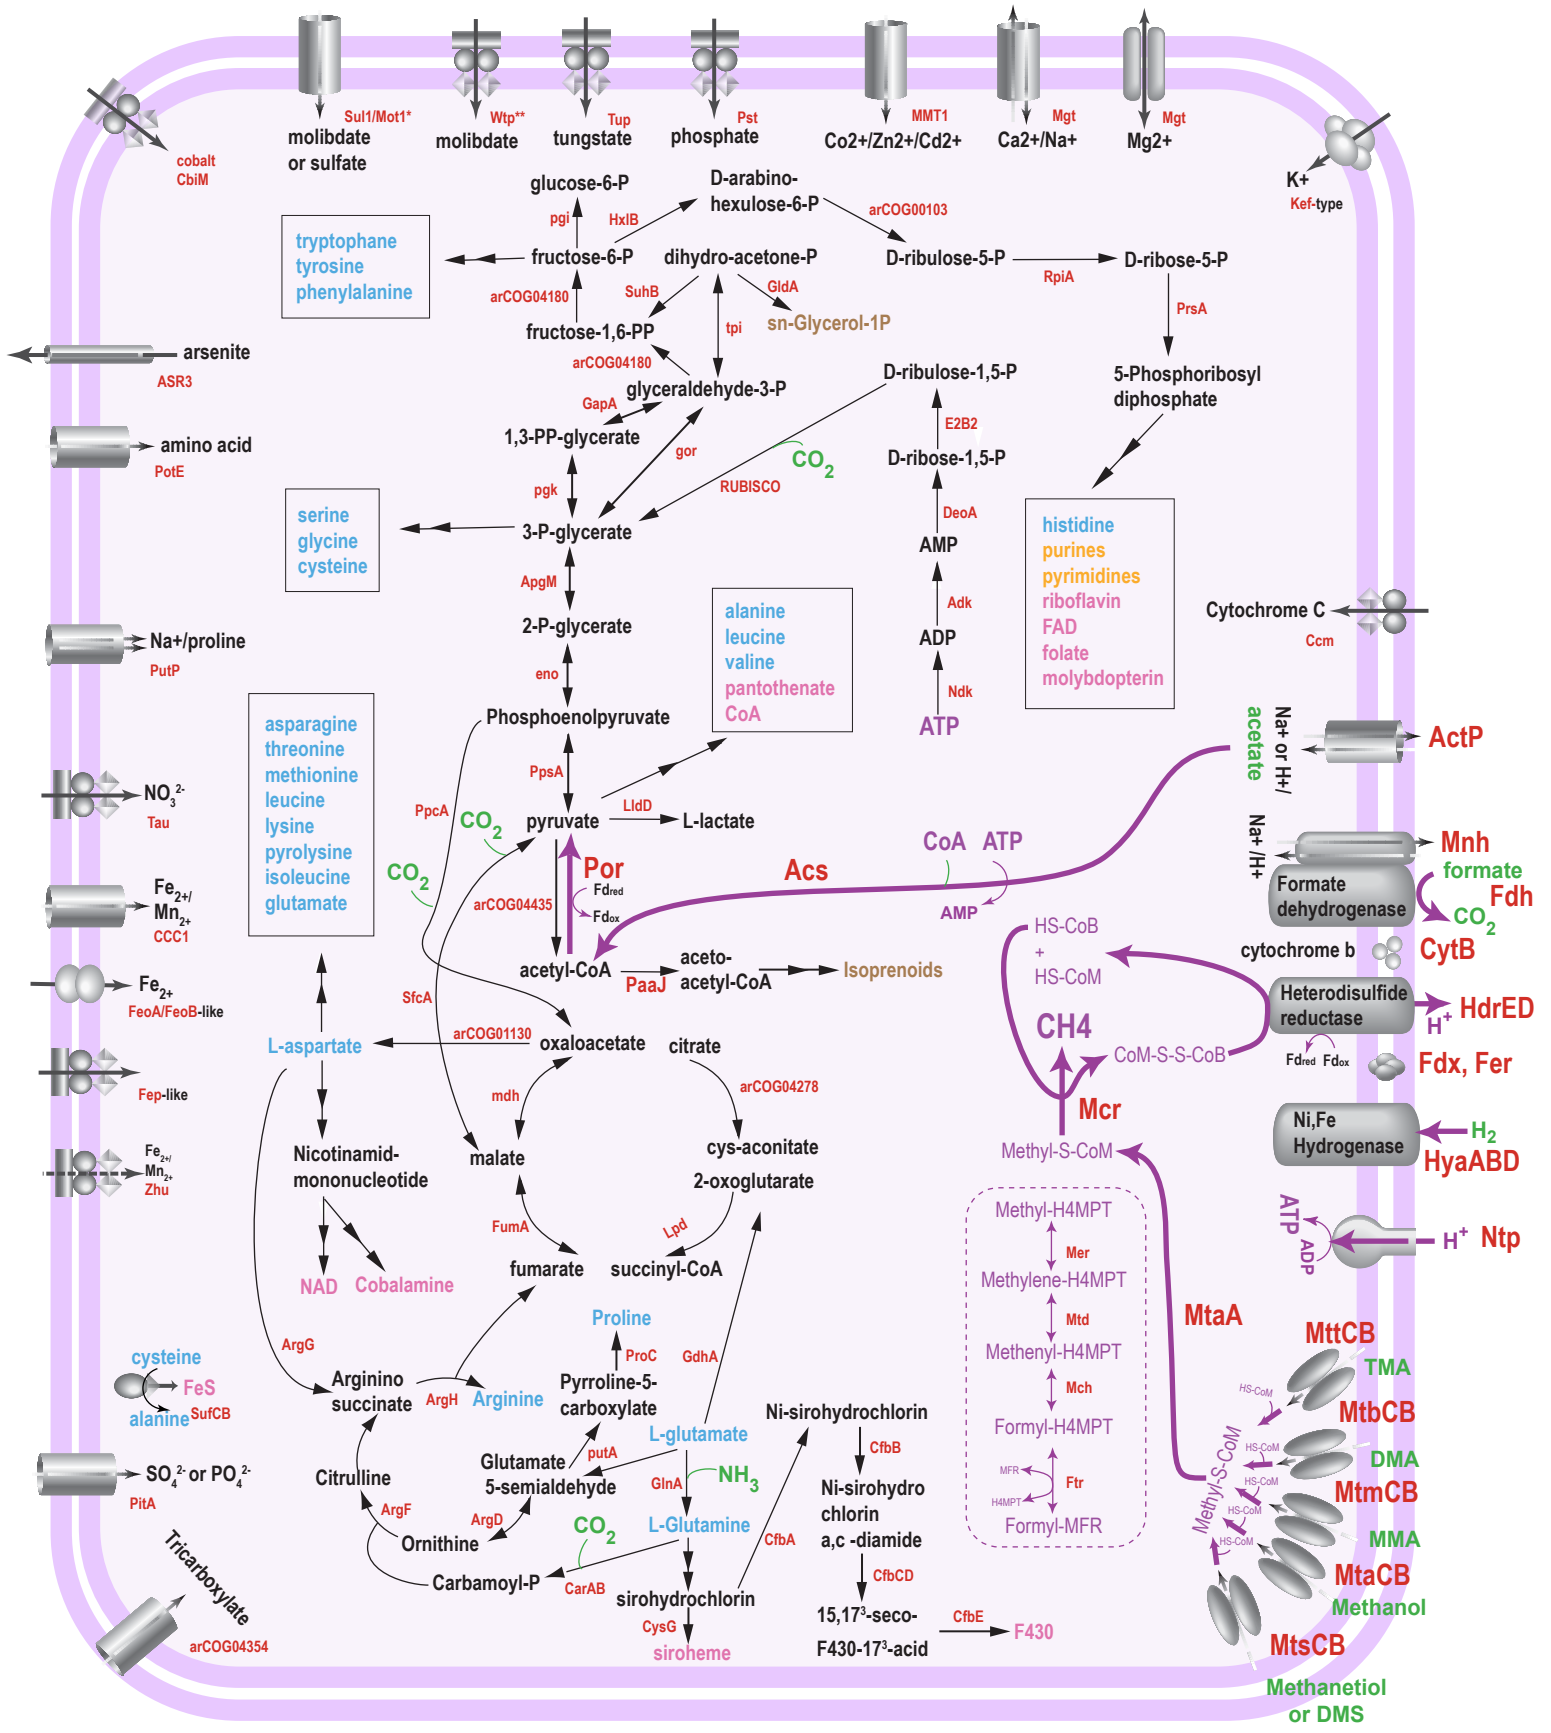 Sul1/Mot1*
molibdate
or sulfate
Wtp**
molibdate
Tup
tungstate
Pst
phosphate
MMT1
Co2+/Zn2+/Cd2+
Mgt
Ca2+/Na+
Mgt
Mg2+
cobalt
CbiM
K+
Kef-type
glucose-6-P
D-arabino-
hexulose-6-P
pgi
HxlB
arCOG00103
tryptophane
tyrosine
phenylalanine
fructose-6-P
dihydro-acetone-P
D-ribulose-5-P
RpiA
D-ribose-5-P
arCOG04180
SuhB
GldA
sn-Glycerol-1P
PrsA
fructose-1,6-PP
tpi
arCOG04180
arsenite
ASR3
glyceraldehyde-3-P
D-ribulose-1,5-P
5-Phosphoribosyl
diphosphate
GapA
E2B2
1,3-PP-glycerate
amino acid
PotE
gor
CO2
D-ribose-1,5-P
pgk
RUBISCO
DeoA
serine
glycine
cysteine
3-P-glycerate
AMP
histidine
purines
pyrimidines
riboflavin
FAD
folate
molybdopterin
ApgM
Adk
2-P-glycerate
alanine
leucine
valine
pantothenate
CoA
ADP
Cytochrome C
Ccm
Na+/proline
PutP
eno
Ndk
Phosphoenolpyruvate
ATP
asparagine
threonine
methionine
leucine
lysine
pyrolysine
isoleucine
glutamate
Na+ or H+/
acetate
ActP
PpsA
PpcA
NO3 2-
Tau
CO2
pyruvate
LldD
L-lactate
CoA
ATP
Na+ /H+
Mnh
formate
Formate
dehydrogenase
Fdh
CO2
CO2
Por
Acs
Fdred
Fdox
arCOG04435
AMP
Fe2+/
Mn2+
CCC1
HS-CoB
+
HS-CoM
cytochrome b
CytB
acetyl-CoA
PaaJ
aceto-
acetyl-CoA
Isoprenoids
Fe2+
FeoA/FeoB-like
SfcA
Heterodisulfide
reductase
HdrED
H+
CH4
arCOG01130
L-aspartate
oxaloacetate
citrate
CoM-S-S-CoB
Fdred
Fdox
Fdx, Fer
Fep-like
mdh
arCOG04278
Mcr
Ni,Fe
Hydrogenase
H2
HyaABD
Fe2+/
Mn2+
Zhu
Nicotinamid-
mononucleotide
malate
cys-aconitate
Methyl-S-CoM
2-oxoglutarate
FumA
Lpd
Methyl-H4MPT
ATP
ADP
H+
Ntp
Mer
NAD
Cobalamine
fumarate
succinyl-CoA
Methylene-H4MPT
Mtd
MtaA
Proline
ProC
GdhA
Methenyl-H4MPT
MttCB
TMA
ArgG
cysteine
FeS
alanine
SufCB
Arginino
succinate
ArgH
Arginine
Pyrroline-5-
carboxylate
Mch
HS-CoM
MtbCB
Ni-sirohydrochlorin
Formyl-H4MPT
L-glutamate
putA
CfbB
Methyl-S-CoM
HS-CoM
DMA
Glutamate
5-semialdehyde
GlnA
NH3
MFR
Ftr
H4MPT
HS-CoM
MtmCB
Citrulline
SO4 2- or PO4 2-
PitA
Ni-sirohydro
chlorin
a,c -diamide
ArgF
ArgD
L-Glutamine
CO2
CfbA
Formyl-MFR
HS-CoM
HS-CoM
MMA
Ornithine
Tricarboxylate
arCOG04354
Carbamoyl-P
CarAB
CfbCD
MtaCB
sirohydrochlorin
CysG
siroheme
15,17³-seco-
F430-17³-acid
CfbE
F430
Methanol
MtsCB
Methanetiol
or DMS